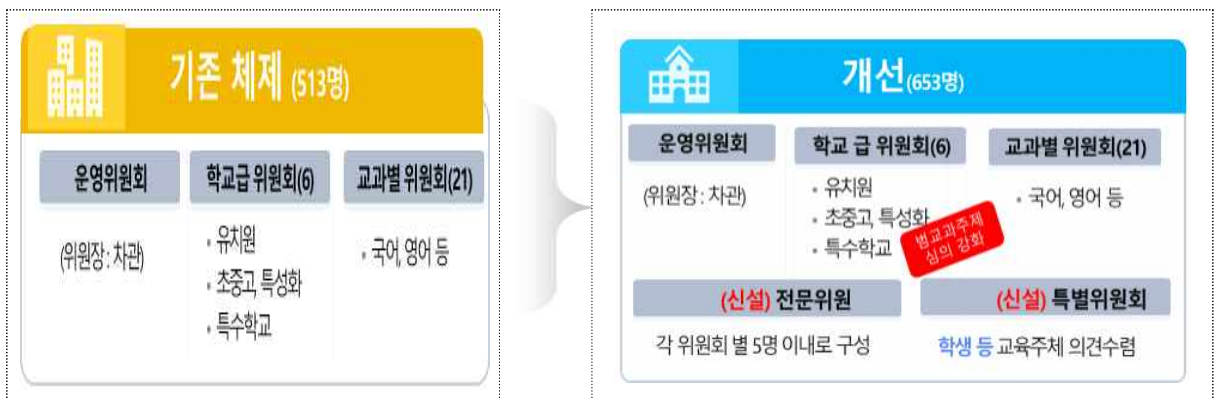 기존 체제 (513명)
운영위원회
(위원장 : 차관)
학교급 위원회(6)
• 유치원
• 초중고, 특성화
• 특수학교
교과별 위원회(21)
• 국어, 영어 등
개선(653명)
운영위원회
(위원장 : 차관)
학교 급 위원회(6)
• 유치원
• 초중고, 특성화
• 특수학교
범교과주제
심의 강화
교과별 위원회(21)
• 국어, 영어 등
(신설) 전문위원
각 위원회 별 5명 이내로 구성
(신설) 특별위원회
학생 등 교육주체 의견수렴